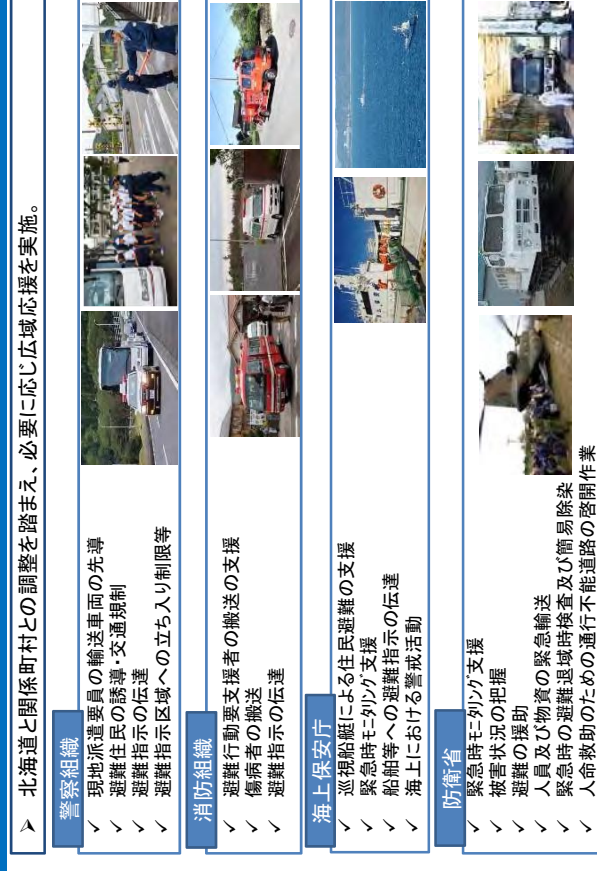 ➢ 北海道と関係町村との調整を踏まえ、必要に応じ広域応援を実施。
警察組織
✓ 現地派遣要員の輸送車両の先導
✓ 避難住民の誘導・交通規制
✓ 避難指示の伝達
✓ 避難指示区域への立ち入り制限等
消防組織
✓ 避難行動要支援者の搬送の支援
✓ 傷病者の搬送
✓ 避難指示の伝達
海上保安庁
✓ 巡視船艇による住民避難の支援
✓ 緊急時モニタリング支援
✓ 船舶等への避難指示の伝達
✓ 海上における警戒活動
防衛省
✓ 緊急時モニタリング支援
✓ 被害状況の把握
✓ 避難の援助
✓ 人員及び物資の緊急輸送
✓ 緊急時の避難退域時検査及び簡易除染
✓ 人命救助のための通行不能道路の啓開作業